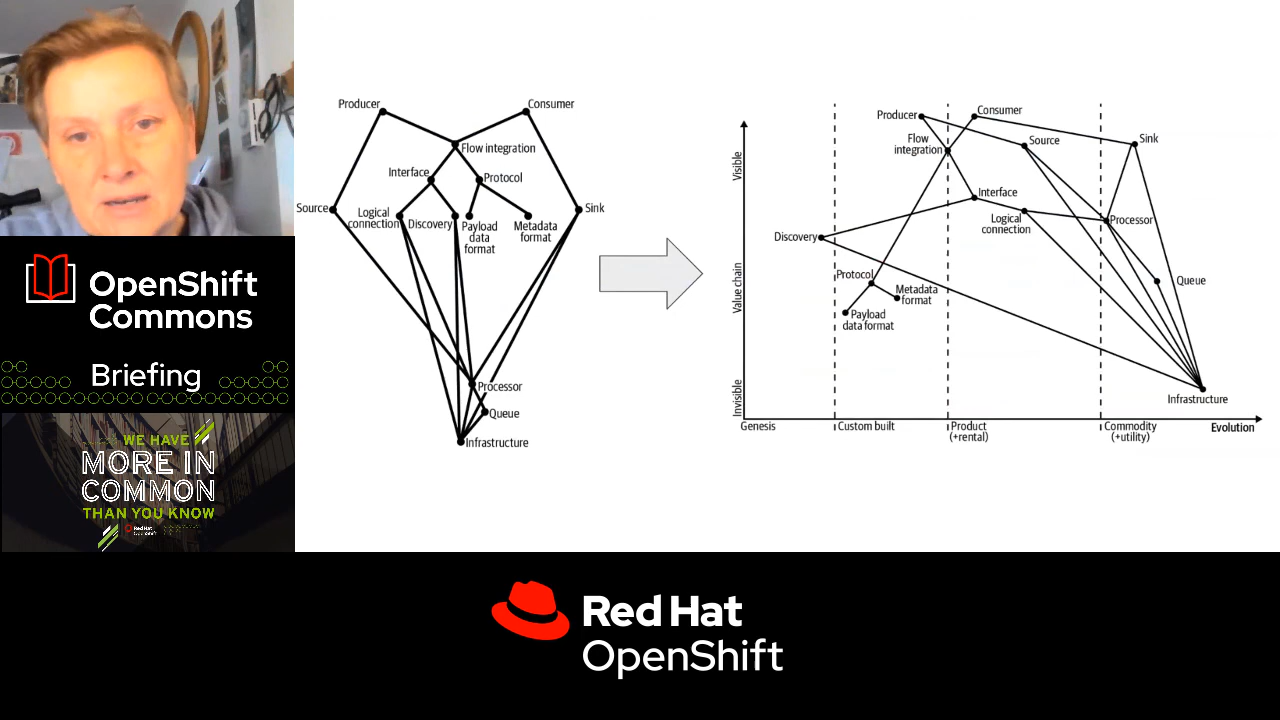 OpenShift
Commons
Briefing
WE HAVE
MORE IN
COMMON
THAN YOU KNOW
Red Hat
OpenShift
Producer
Consumer
Flow integration
Interface
Protocol
Source
Logical
connection
Discovery
Payload
data
format
Metadata
format
Sink
Processor
Queue
Infrastructure
Visible
Value chain
Invisible
Producer
Consumer
Flow
integration
Source
Sink
Interface
Logical
connection
Processor
Discovery
Protocol
Metadata
format
Payload
data format
Queue
Infrastructure
Genesis
Custom built
Product
(+rental)
Commodity
(+utility)
Evolution
Red Hat
OpenShift